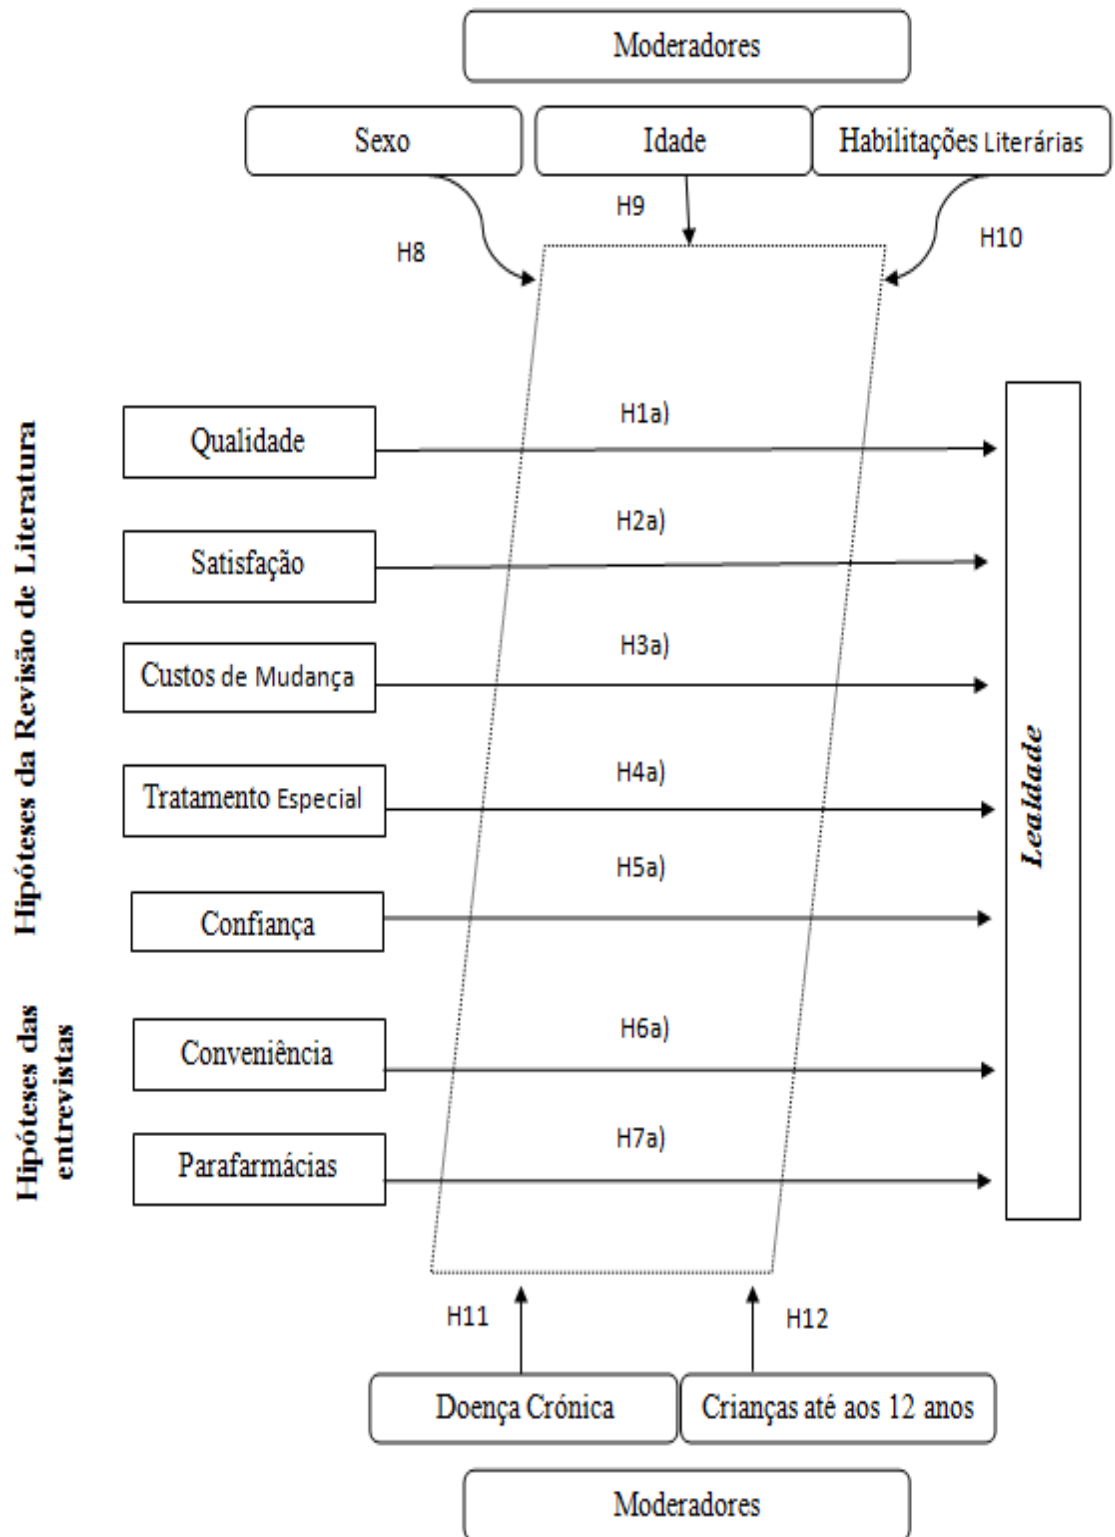 Moderadores
Sexo
Idade
Habilitações Literárias
H8
H9
H10
Hipóteses da Revisão de Literatura
Qualidade
H1a)
Satisfação
H2a)
Custos de Mudança
H3a)
Tratamento Especial
H4a)
Confiança
H5a)
Hipóteses das
entrevistas
Conveniência
H6a)
Parafarmácias
H7a)
Lealdade
H11
H12
Doença Crónica
Crianças até aos 12 anos
Moderadores